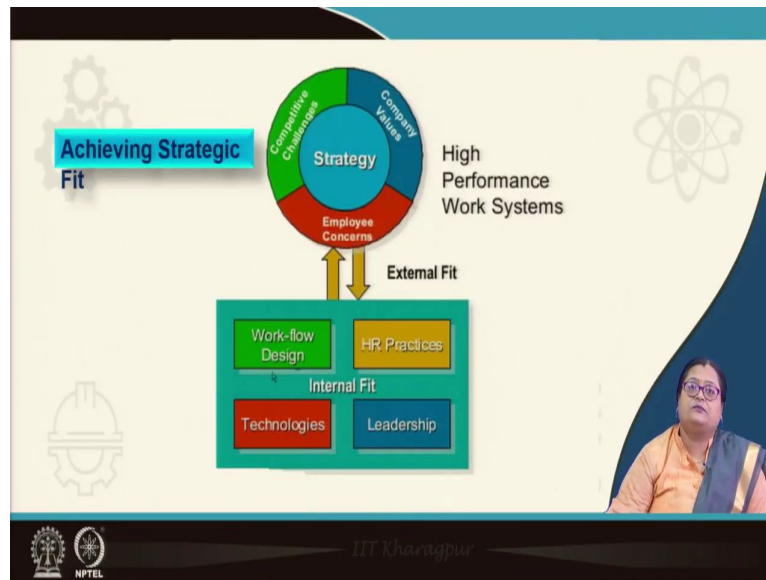 Achieving Strategic
Fit
Competitive
Challenges
Company
Values
Strategy
Employee
Concerns
High
Performance
Work Systems
External Fit
Work-flow
Design
HR Practices
Internal Fit
Technologies
Leadership
NPTEL
IIT Kharagpur